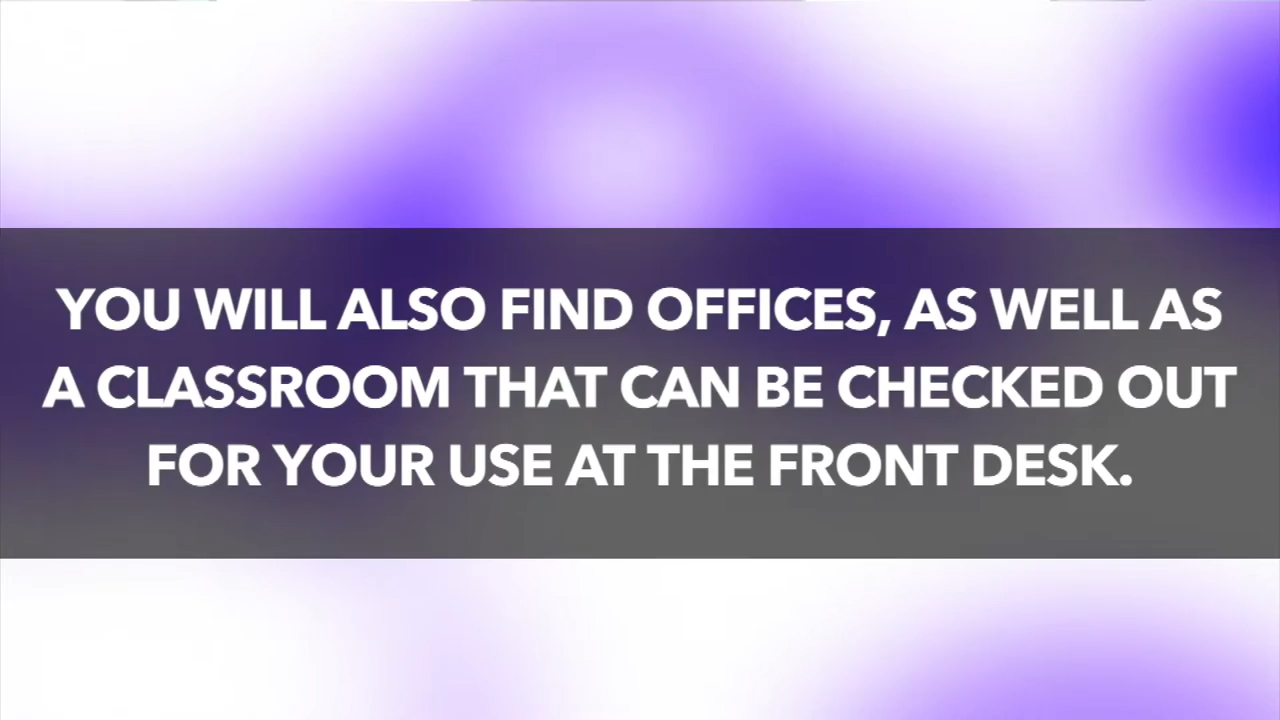 YOU WILL ALSO FIND OFFICES, AS WELL AS
A CLASSROOM THAT CAN BE CHECKED OUT
FOR YOUR USE AT THE FRONT DESK.